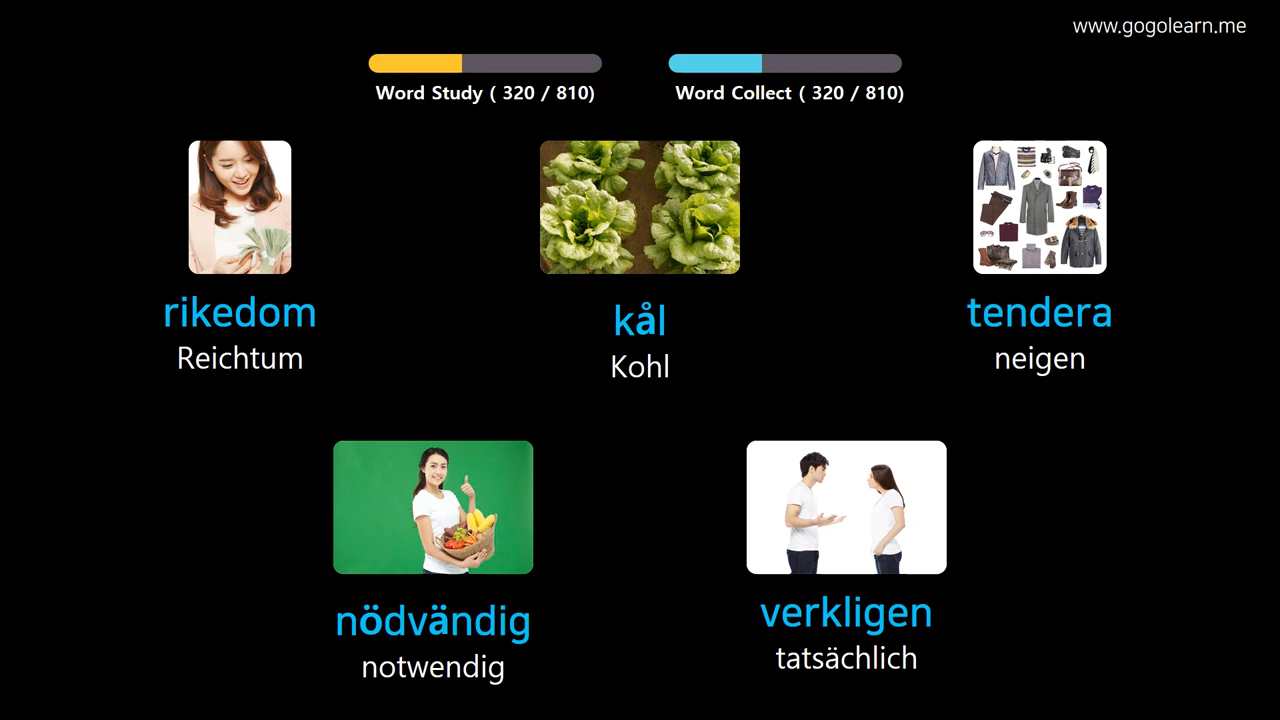 www.gogolearn.me
Word Study ( 320 / 810)
Word Collect ( 320 / 810)
rikedom
Reichtum
kål
Kohl
tendera
neigen
nödvändig
notwendig
verkligen
tatsächlich